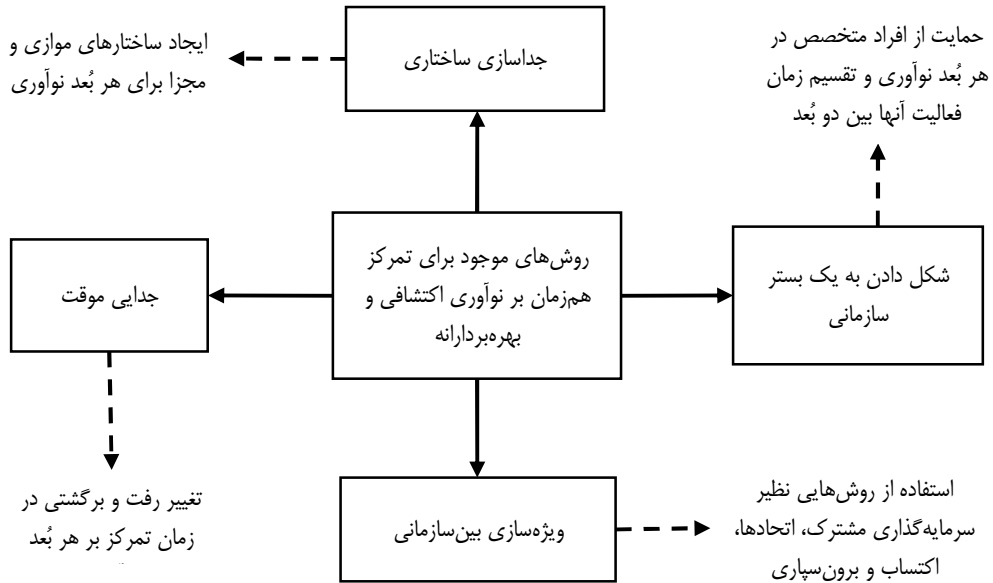 حمایت از افراد متخصص در
هر بُعد نوآوری و تقسیم زمان
فعالیت آنها بین دو بُعد
جداسازی ساختاری
ایجاد ساختارهای موازی و
مجزا برای هر بُعد نوآوری
شکل دادن به یک بستر
سازمانی
روش‌های موجود برای تمرکز
هم‌زمان بر نوآوری اکتشافی و
بهره‌بردارانه
جدایی موقت
استفاده از روش‌هایی نظیر
سرمایه‌گذاری مشترک، اتحادها،
اکتساب و برون‌سپاری
ویژه‌سازی بین‌سازمانی
تغییر رفت و برگشتی در
زمان تمرکز بر هر بُعد